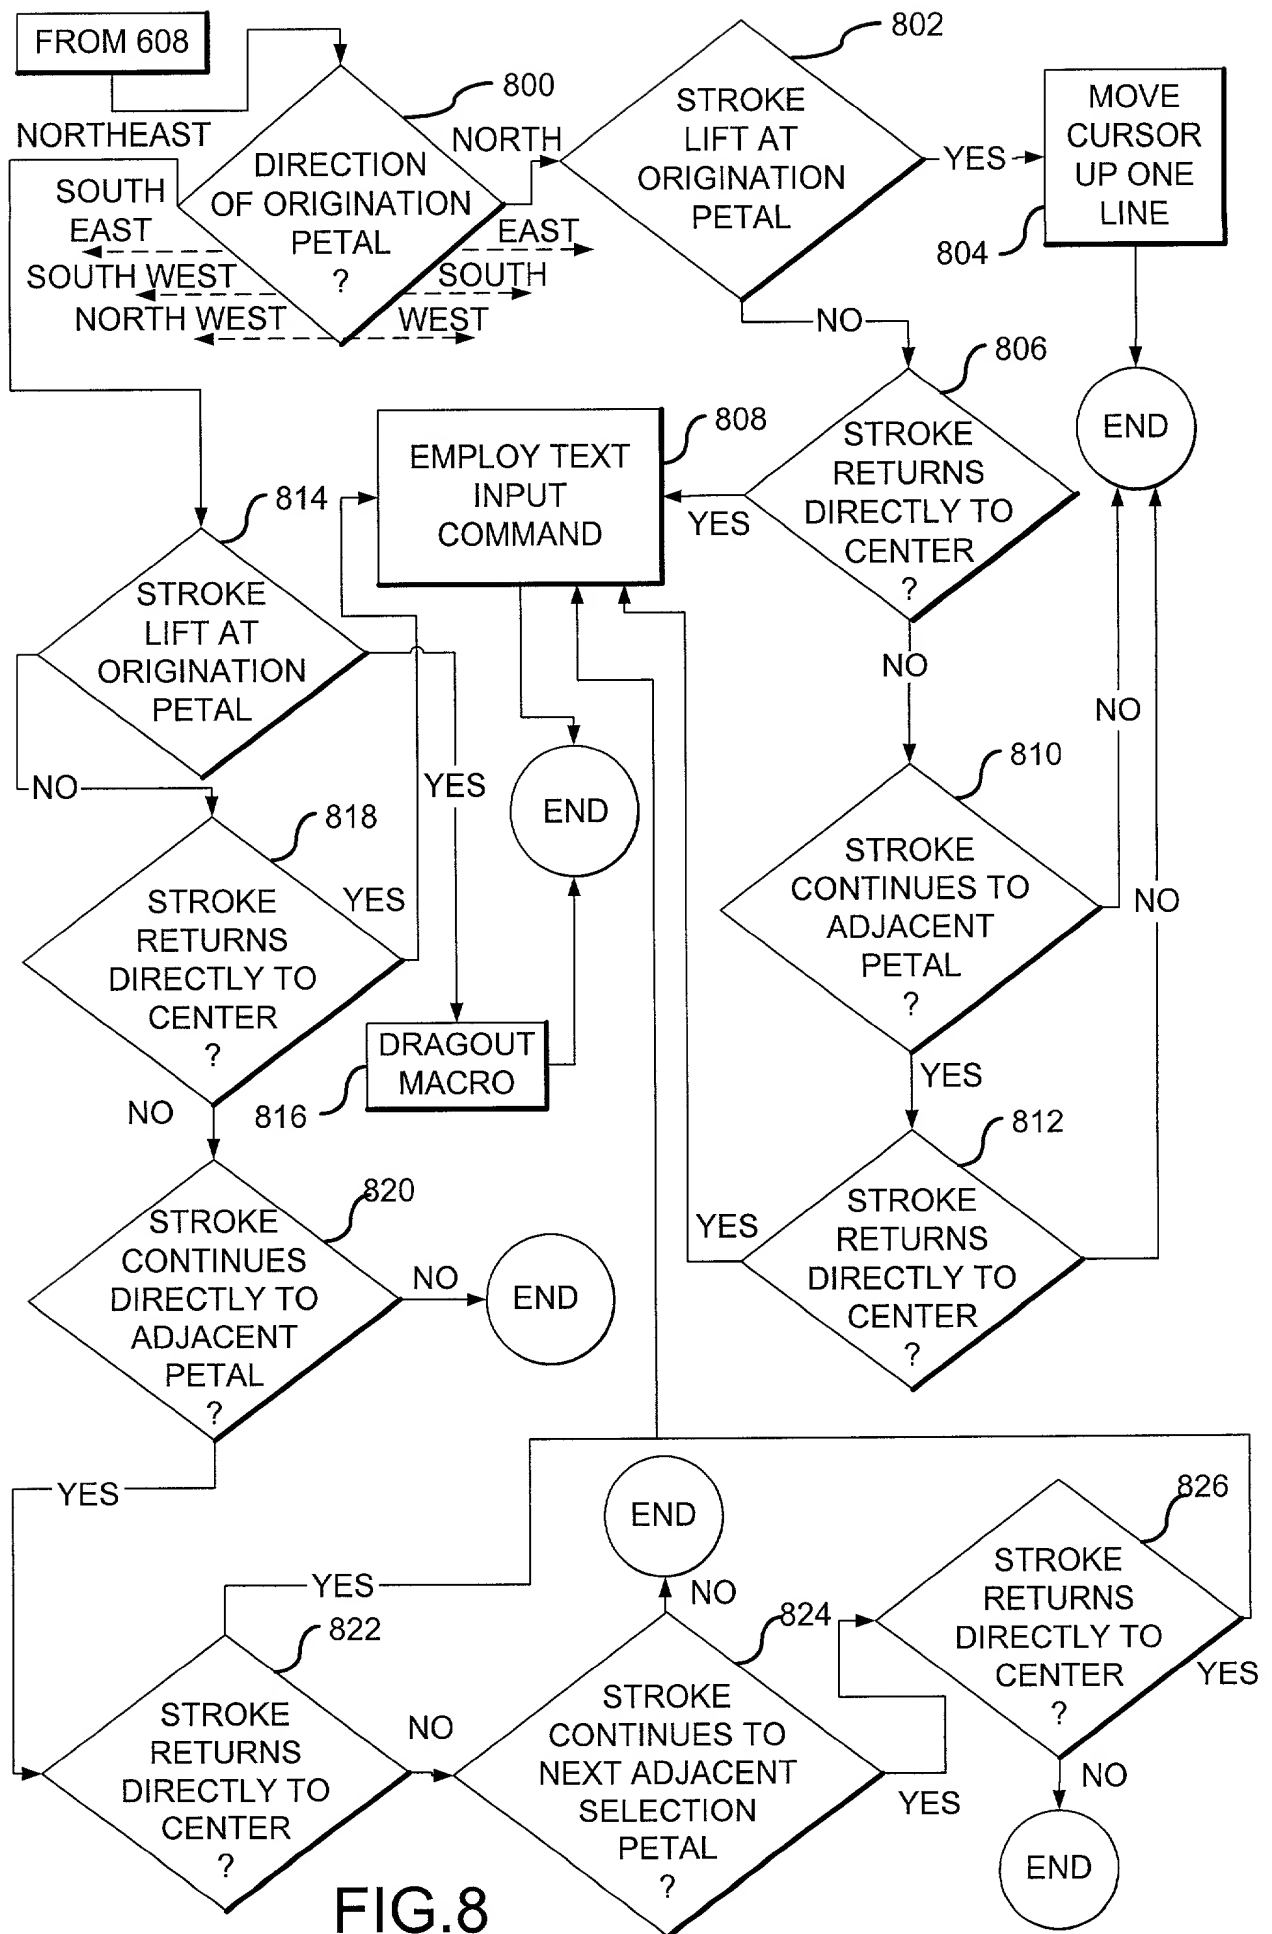 FROM 608
802
800
NORTHEAST
NORTH
STROKE
LIFT AT
ORIGINATION
PETAL
YES
MOVE
CURSOR
UP ONE
LINE
804
DIRECTION
OF ORIGINATION
PETAL
?
SOUTH
EAST
SOUTH WEST
NORTH WEST
EAST
SOUTH
WEST
NO
806
END
STROKE
RETURNS
DIRECTLY TO
CENTER
?
YES
808
EMPLOY TEXT
INPUT
COMMAND
814
STROKE
LIFT AT
ORIGINATION
PETAL
NO
NO
NO
810
YES
END
NO
818
STROKE
CONTINUES TO
ADJACENT
PETAL
?
NO
YES
STROKE
RETURNS
DIRECTLY TO
CENTER
?
DRAGOUT
MACRO
816
YES
NO
812
820
STROKE
RETURNS
DIRECTLY TO
CENTER
?
YES
STROKE
CONTINUES
DIRECTLY TO
ADJACENT
PETAL
?
NO
END
YES
END
826
YES
NO
824
822
STROKE
RETURNS
DIRECTLY TO
CENTER
?
YES
STROKE
RETURNS
DIRECTLY TO
CENTER
?
NO
STROKE
CONTINUES TO
NEXT ADJACENT
SELECTION
PETAL
?
YES
NO
END
FIG.8